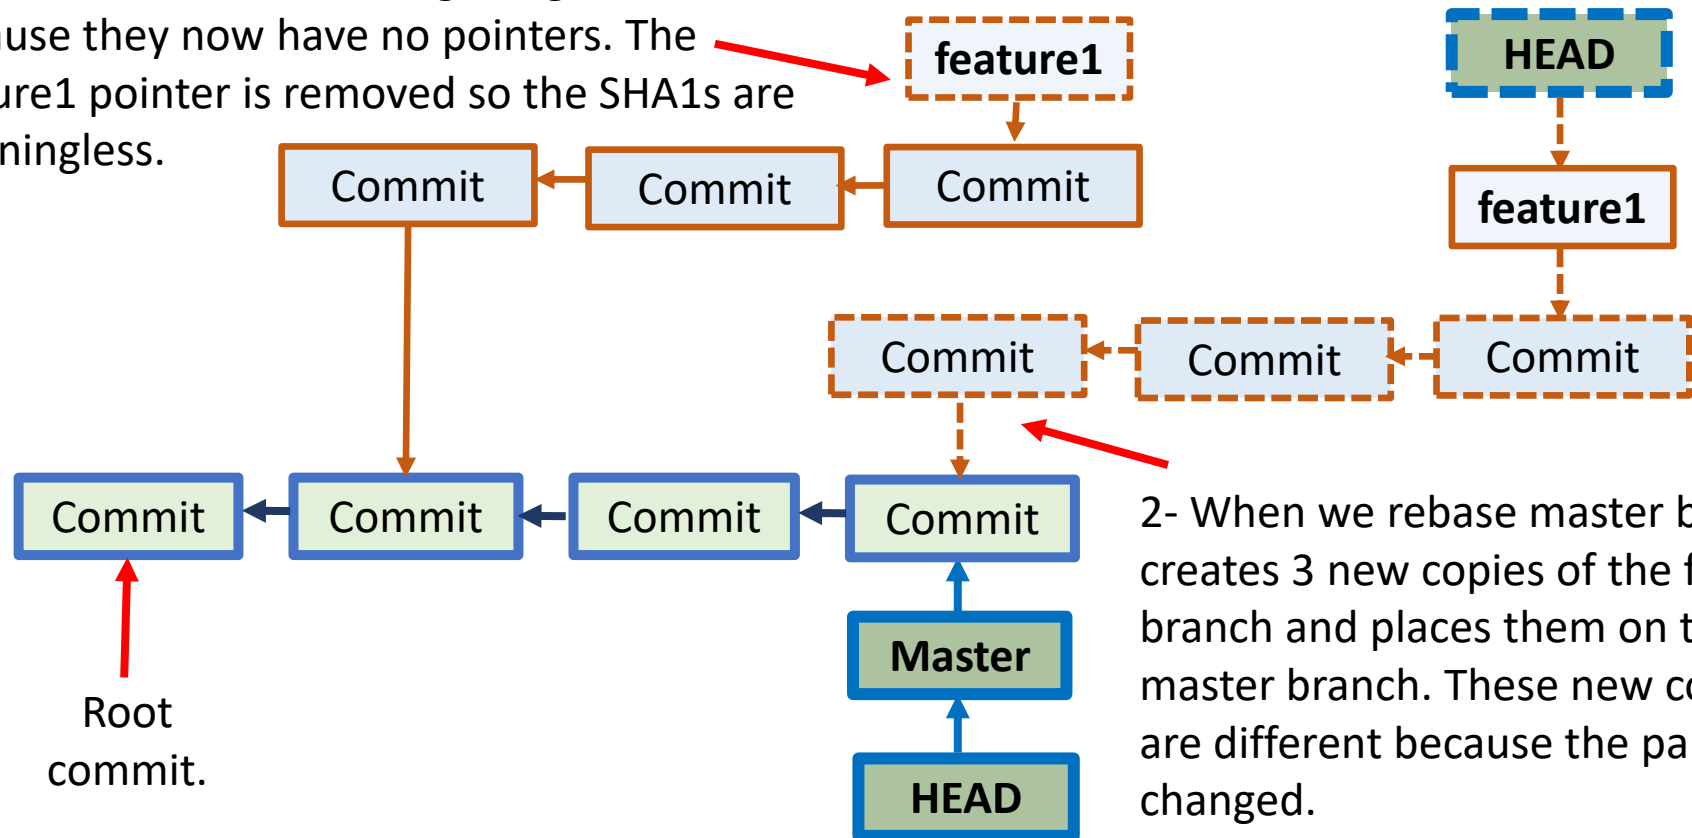 ause they now have no pointers. The
ure1 pointer is removed so the SHA1s are
ningless.
feature1
HEAD
Commit
Commit
Commit
feature1
Commit
Commit
Commit
Commit
Commit
Commit
Commit
2- When we rebase master b
creates 3 new copies of the f
branch and places them on t
master branch. These new co
are different because the pa
changed.
Master
HEAD
Root
commit.